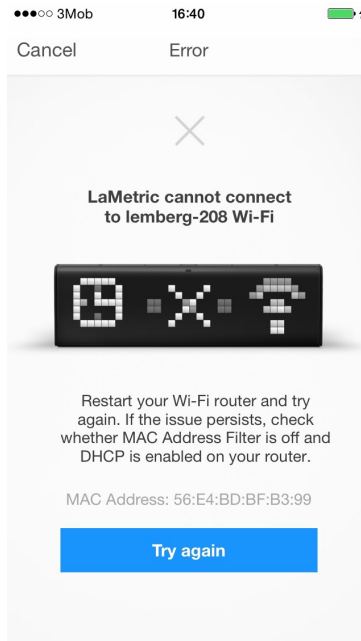 3Mob 16:40
Cancel Error
LaMetric cannot connect
to lemberg-208 Wi-Fi
Restart your Wi-Fi router and try
again. If the issue persists, check
whether MAC Address Filter is off and
DHCP is enabled on your router.
MAC Address: 56:E4:BD:BF:B3:99
Try again